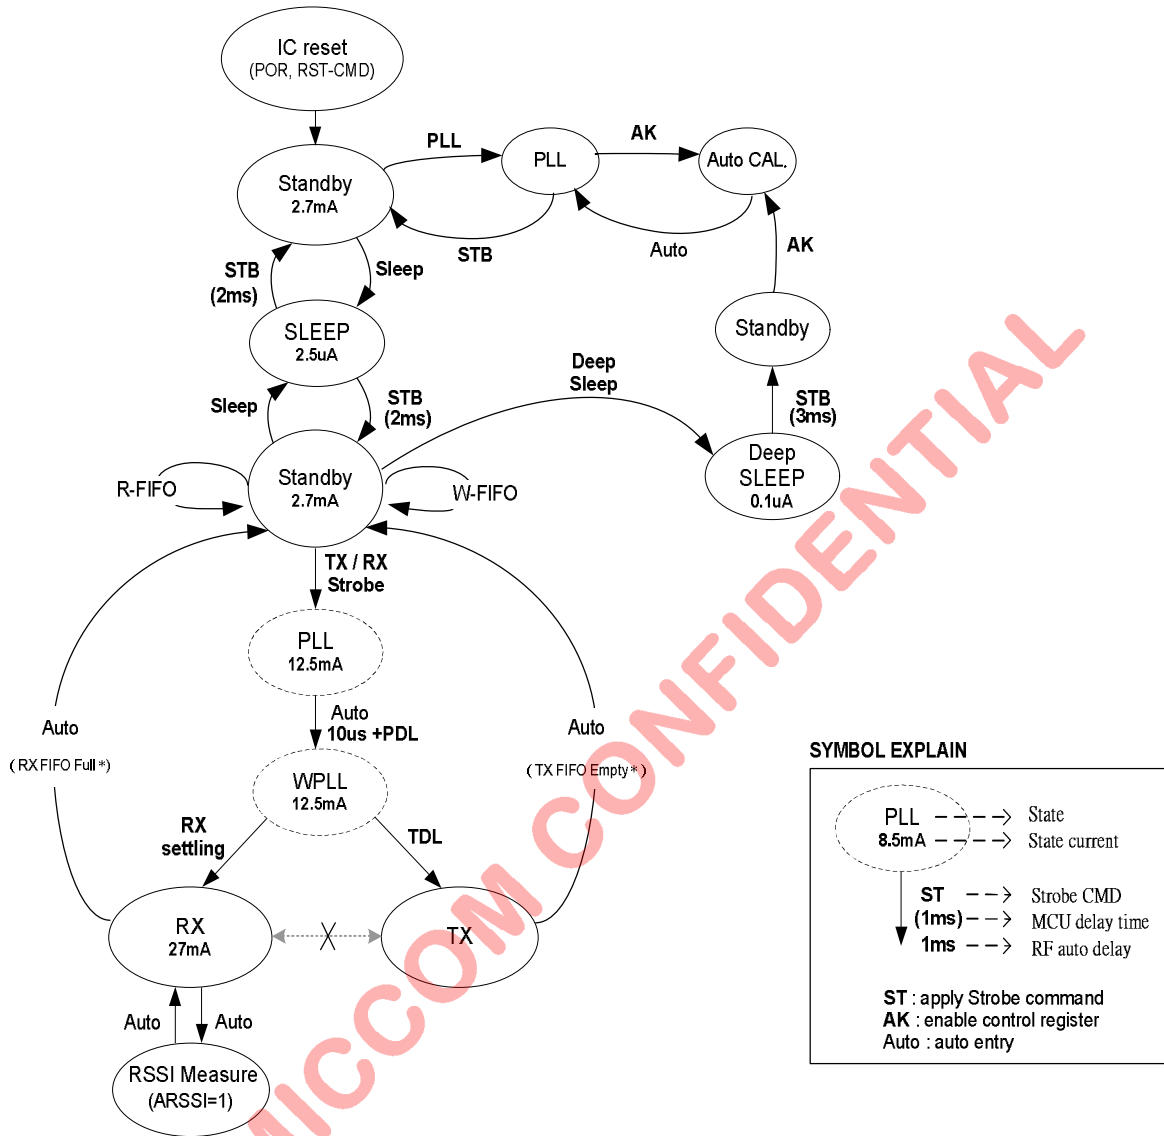 IC reset
(POR, RST-CMD)
PLL
AK
Standby
2.7mA
PLL
Auto CAL.
STB
Auto
AK
STB
(2ms)
Sleep
SLEEP
2.5uA
Standby
Deep
Sleep
Sleep
STB
(2ms)
STB
(3ms)
R-FIFO
Standby
2.7mA
W-FIFO
Deep
SLEEP
0.1uA
TX / RX
Strobe
PLL
12.5mA
Auto
10us +PDL
Auto
(RX FIFO Full*)
Auto
(TX FIFO Empty*)
WPLL
12.5mA
RX
settling
TDL
RX
27mA
TX
Auto
Auto
RSSI Measure
(ARSSI=1)
SYMBOL EXPLAIN
PLL
8.5mA
State
State current
ST
(1ms)
1ms
Strobe CMD
MCU delay time
RF auto delay
ST : apply Strobe command
AK : enable control register
Auto : auto entry
MICCOM CONFIDENTIAL